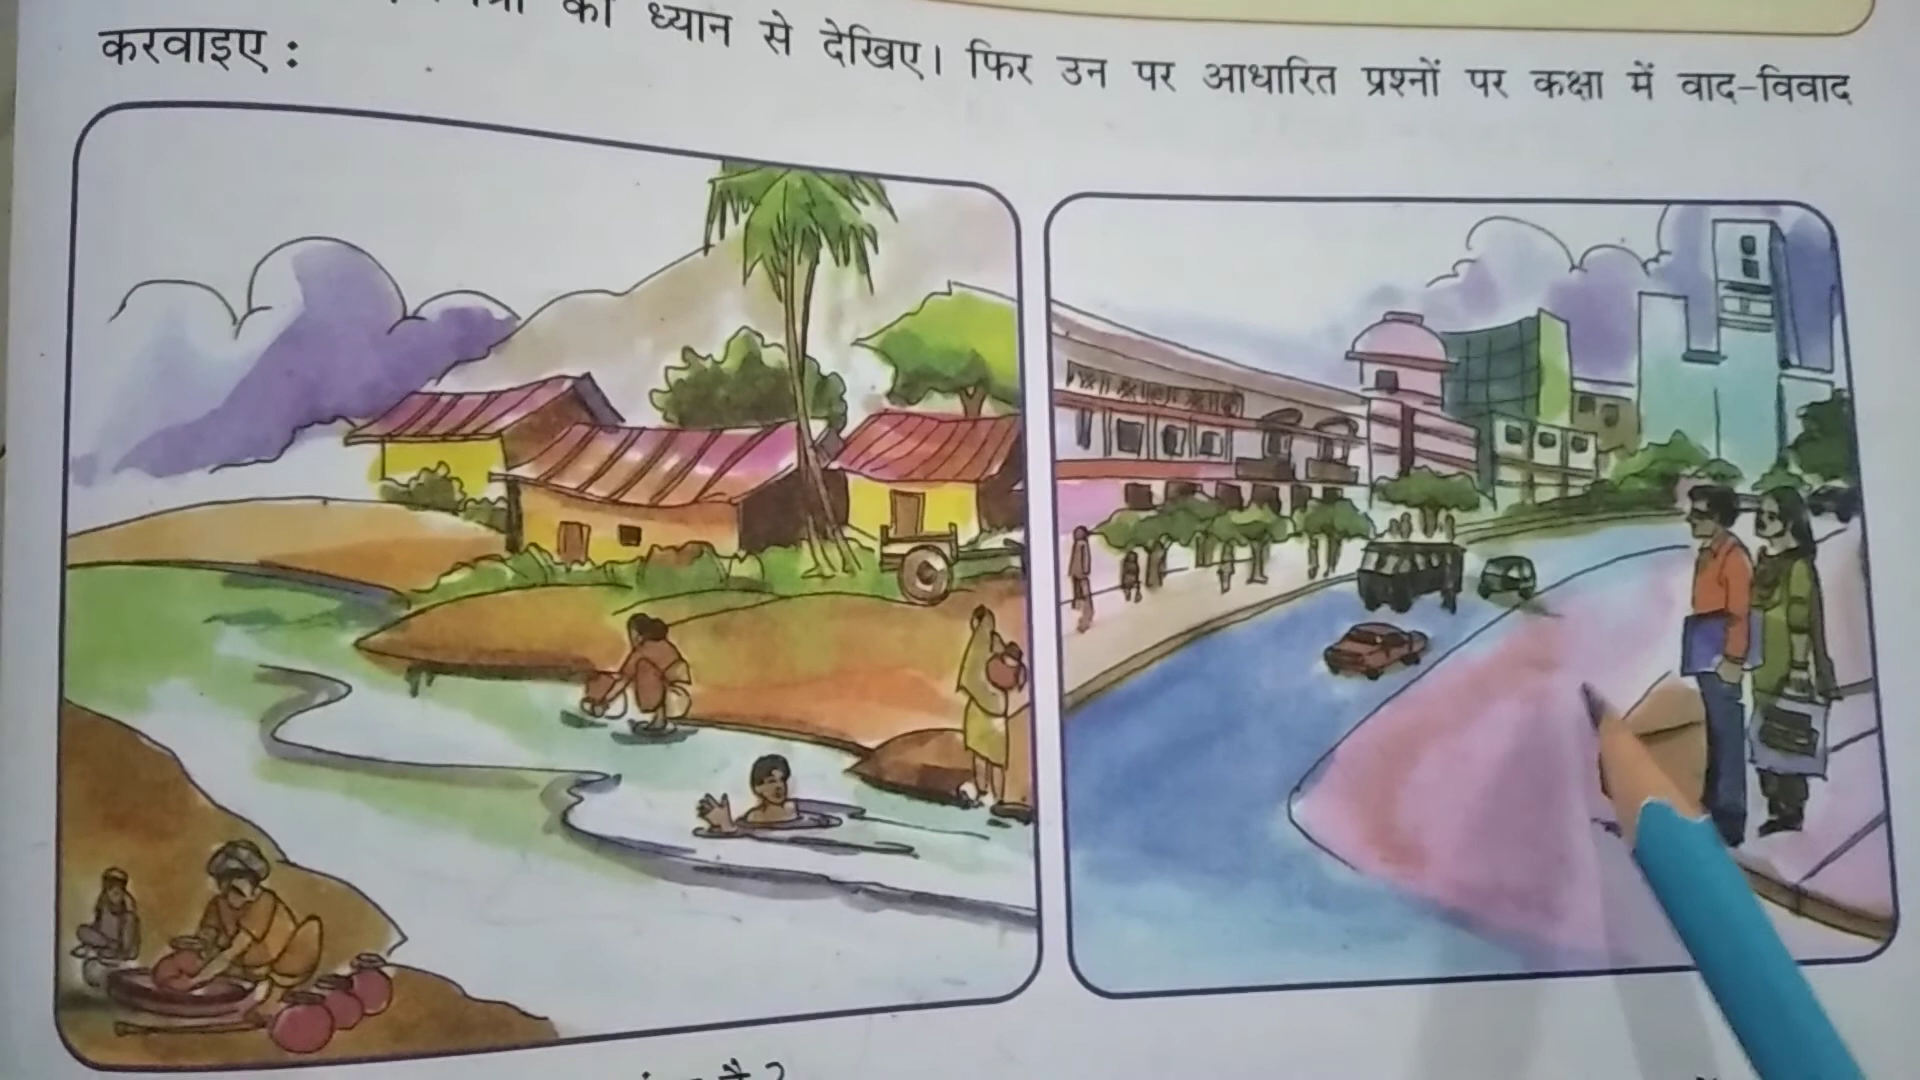 को ध्यान से देखिए। फिर उन पर आधारित प्रश्नों पर कक्षा में वाद-विवाद
करवाइए :